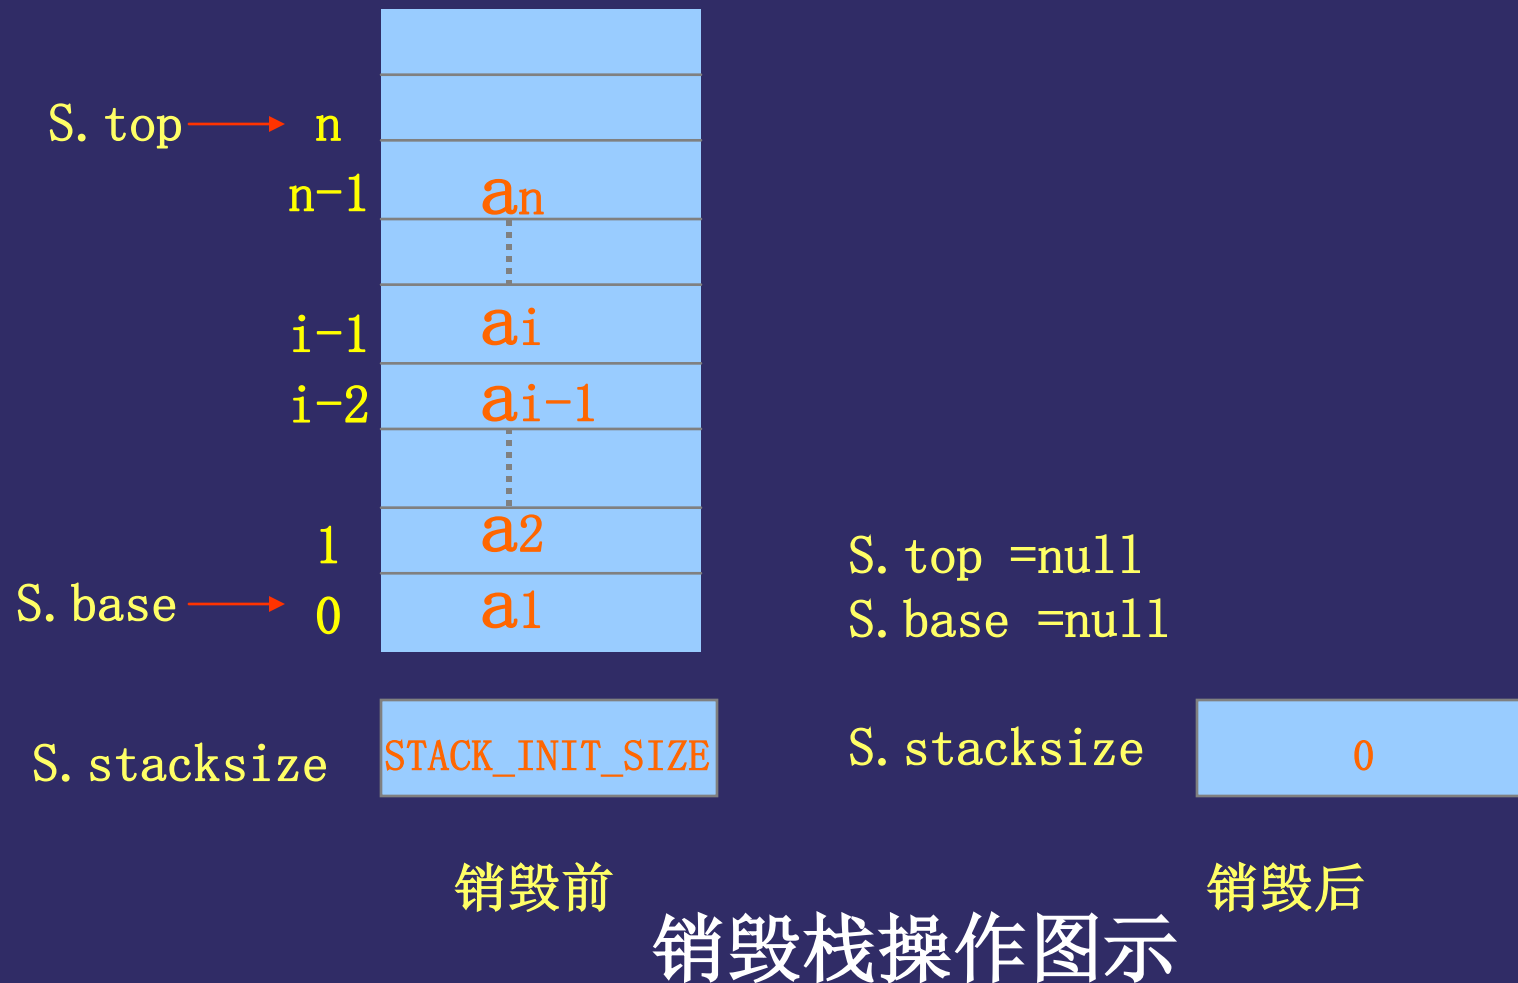 S.top n
n-1 an
i-1 ai
i-2 ai-1
1 a2
S.base 0 a1
S.stacksize STACK_INIT_SIZE
销毁前
S.top =null
S.base =null
S.stacksize 0
销毁后
销毁栈操作图示